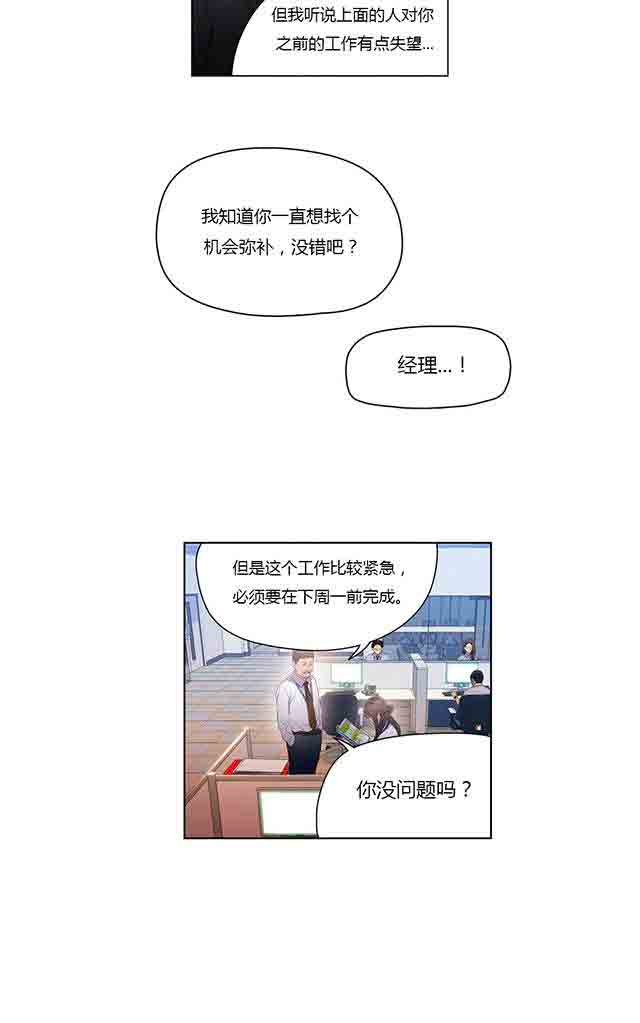 但我听说上面的人对你
之前的工作有点失望...
我知道你一直想找个
机会弥补，没错吧？
经理...！
但是这个工作比较紧急，
必须要在下周一前完成。
你没问题吗？